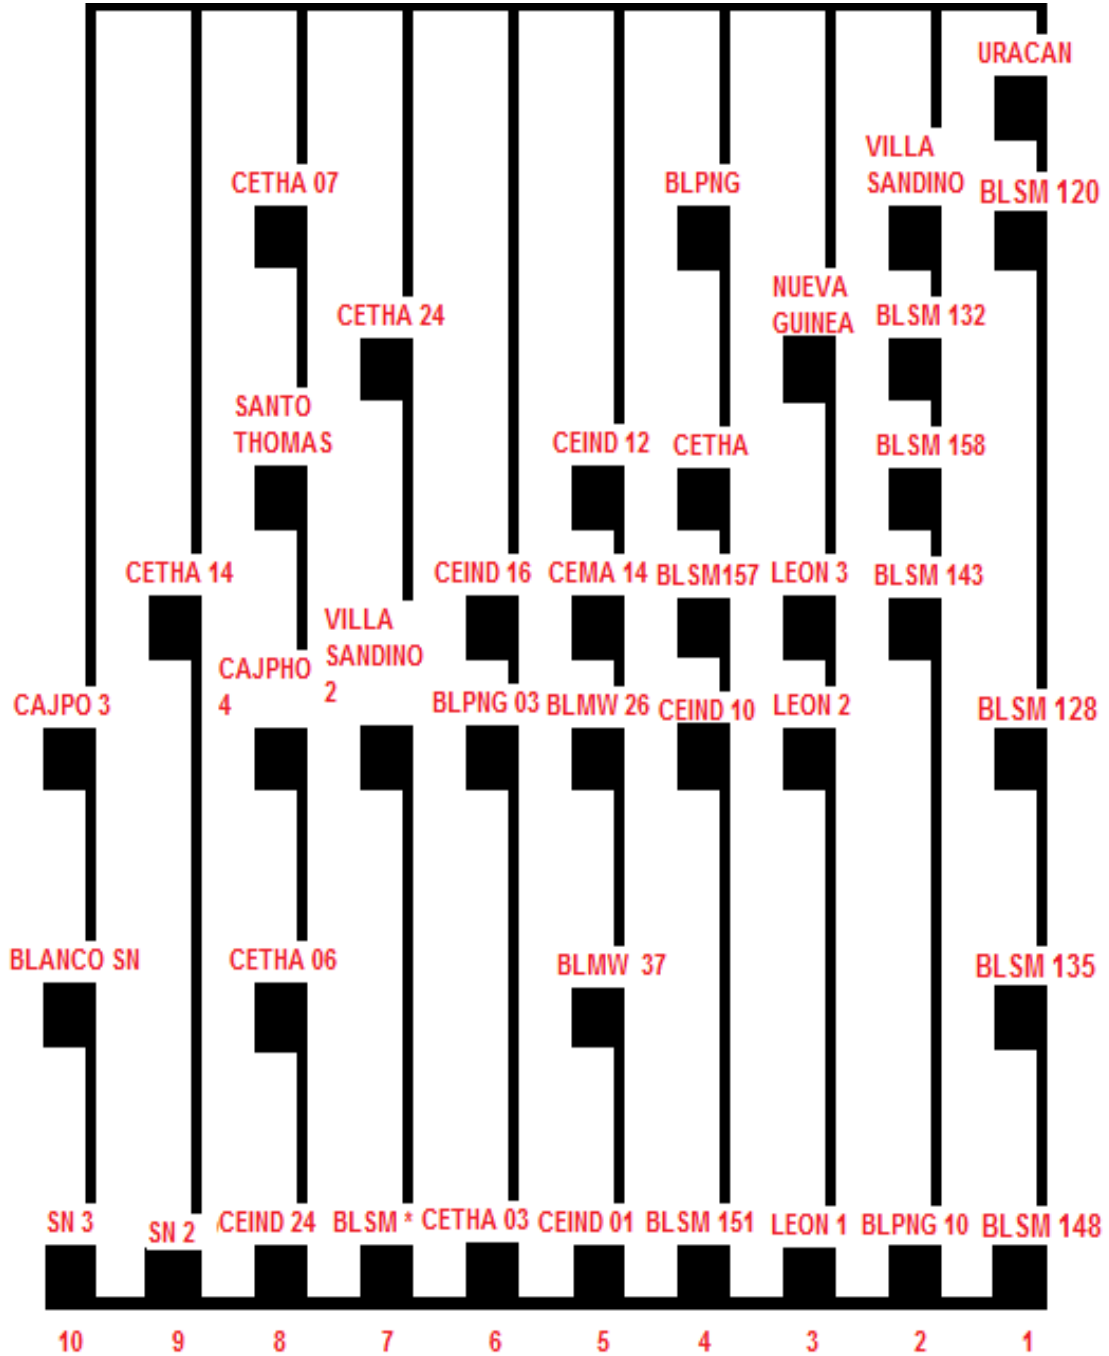 URACAN
VILLA
SANDINO
CETHA 07
BLPNG
BLSM 120
NUEVA
GUINEA
CETHA 24
BLSM 132
SANTO
THOMAS
CEIND 12
CETHA
BLSM 158
CETHA 14
CEIND 16
CEMA 14
BLSM157
LEON 3
BLSM 143
VILLA
SANDINO
2
CAJPHO
4
CAJPO 3
BLPNG 03
BLMW 26
CEIND 10
LEON 2
BLSM 128
BLANCO SN
CETHA 06
BLMW 37
BLSM 135
SN 3
SN 2
CEIND 24
BLSM *
CETHA 03
CEIND 01
BLSM 151
LEON 1
BLPNG 10
BLSM 148
10 9 8 7 6 5 4 3 2 1